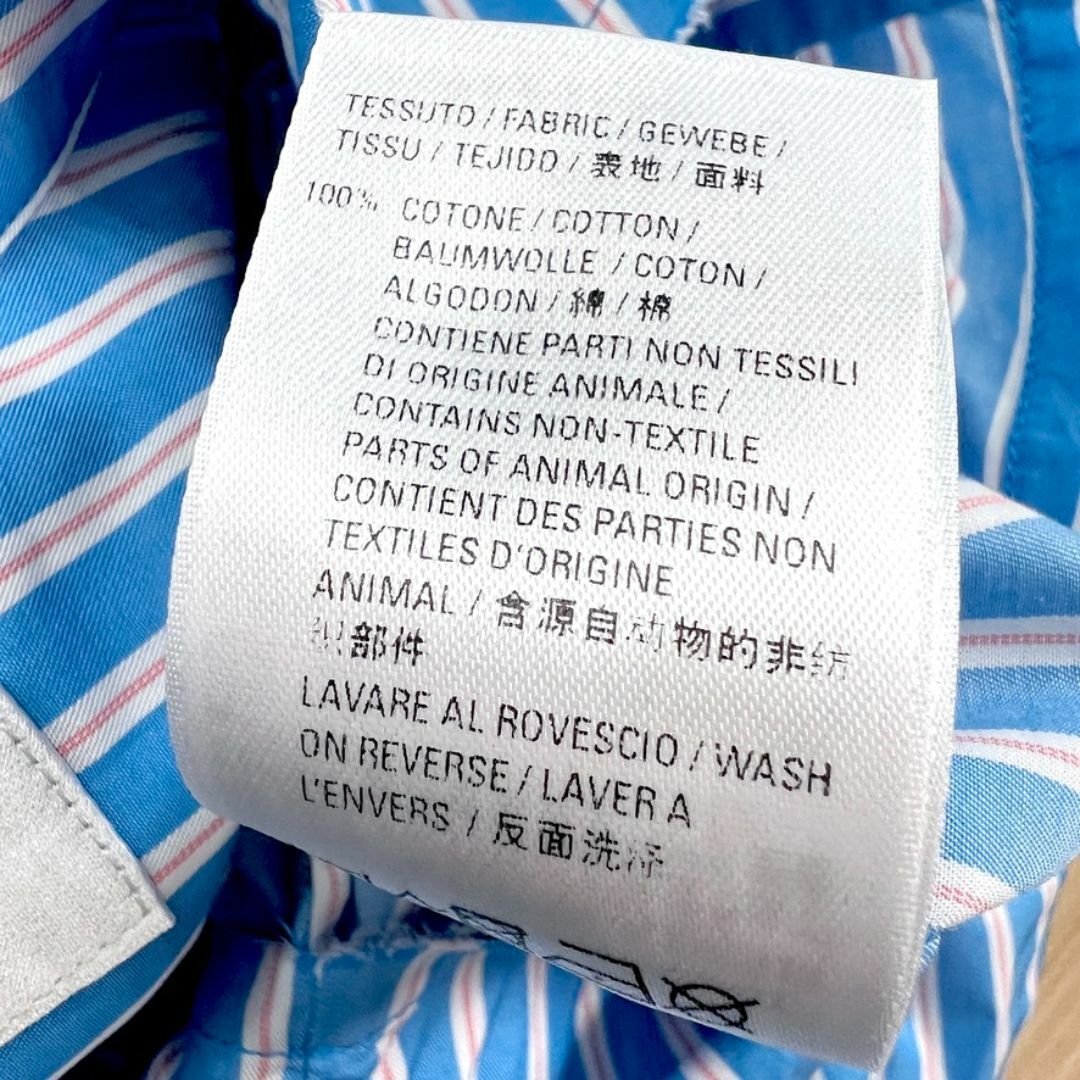 TESSUTO / FABRIC / GEWEBE /
TISSU / TEJIDO / 表地 / 面料
100% COTONE / COTTON /
BAUMWOLLE / COTON /
ALGODON / 綿 / 棉
CONTIENE PARTI NON TESSILI
DI ORIGINE ANIMALE /
CONTAINS NON-TEXTILE
PARTS OF ANIMAL ORIGIN /
CONTIENT DES PARTIES NON
TEXTILES D'ORIGINE
ANIMAL / 含源自动物的非纺
织部件
LAVARE AL ROVESCIO / WASH
ON REVERSE / LAVER A
L'ENVERS / 反面洗涤